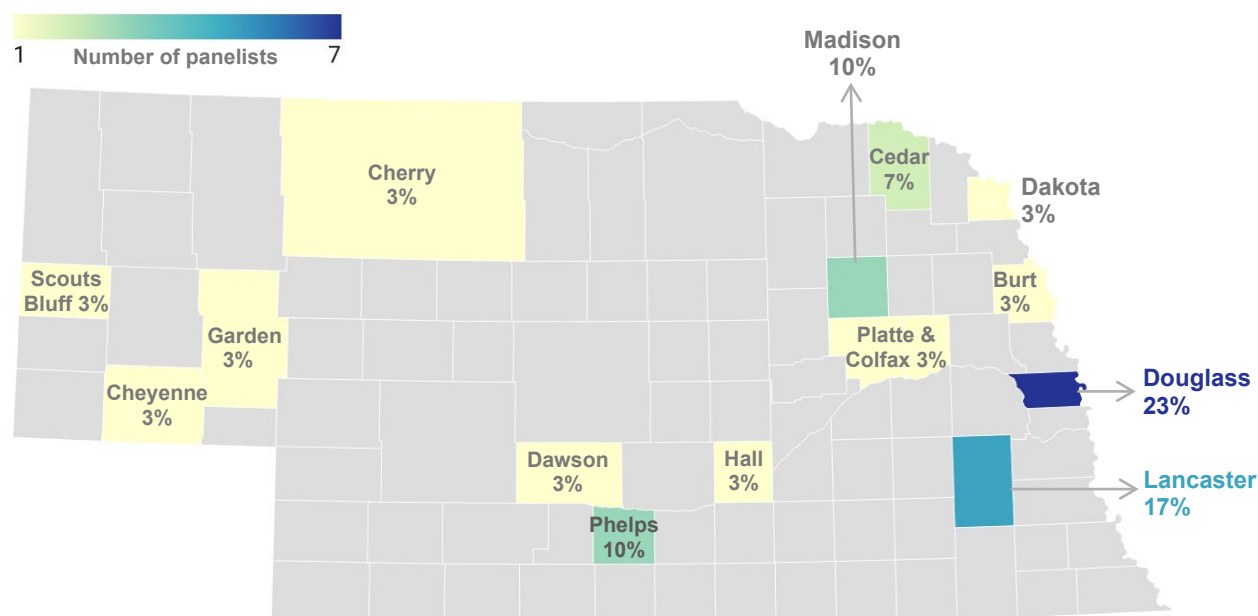 1
Number of panelists
7
Madison
10%
Cherry
3%
Cedar
7%
Dakota
3%
Scouts
Bluff 3%
Burt
3%
Garden
3%
Platte &
Colfax 3%
Cheyenne
3%
Douglass
23%
Dawson
3%
Hall
3%
Lancaster
17%
Phelps
10%